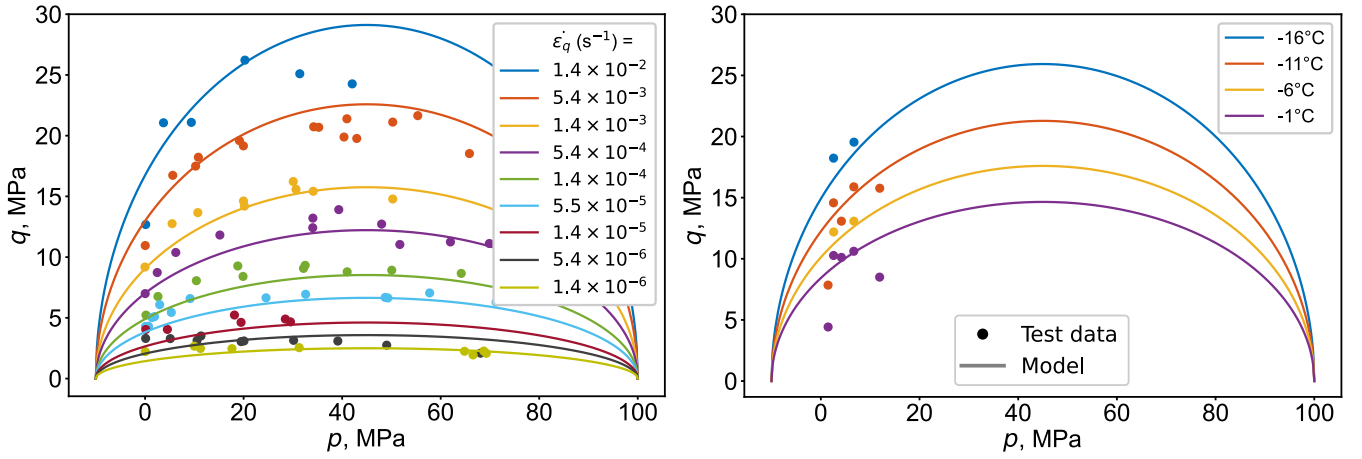 30
25
20
15
10
5
0
q, MPa
0
20
40
60
80
100
p, MPa
ε̇_q (s⁻¹) =
1.4 × 10⁻²
5.4 × 10⁻³
1.4 × 10⁻³
5.4 × 10⁻⁴
1.4 × 10⁻⁴
5.5 × 10⁻⁵
1.4 × 10⁻⁵
5.4 × 10⁻⁶
1.4 × 10⁻⁶
30
25
20
15
10
5
0
q, MPa
0
20
40
60
80
100
p, MPa
-16°C
-11°C
-6°C
-1°C
Test data
Model